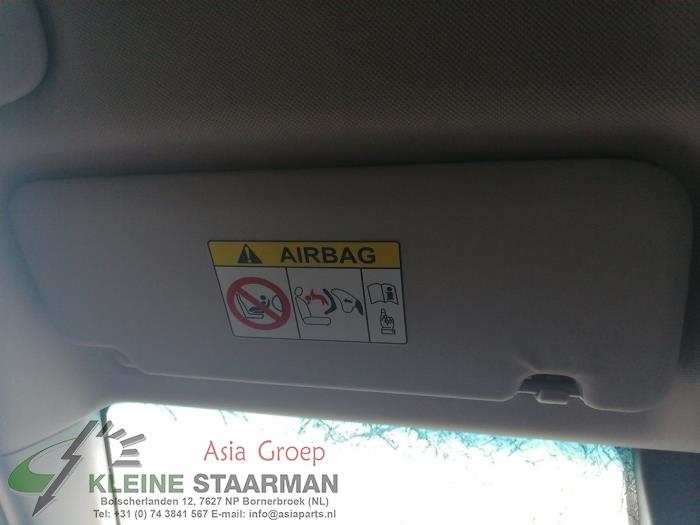 AIRBAG
Asia Groep
KLEINE STAARMAN
Bolscherlanden 12, 7627 NP Bornerbroek (NL)
Tel: +31 (0) 74 3841 567 E-mail: info@asiaparts.nl